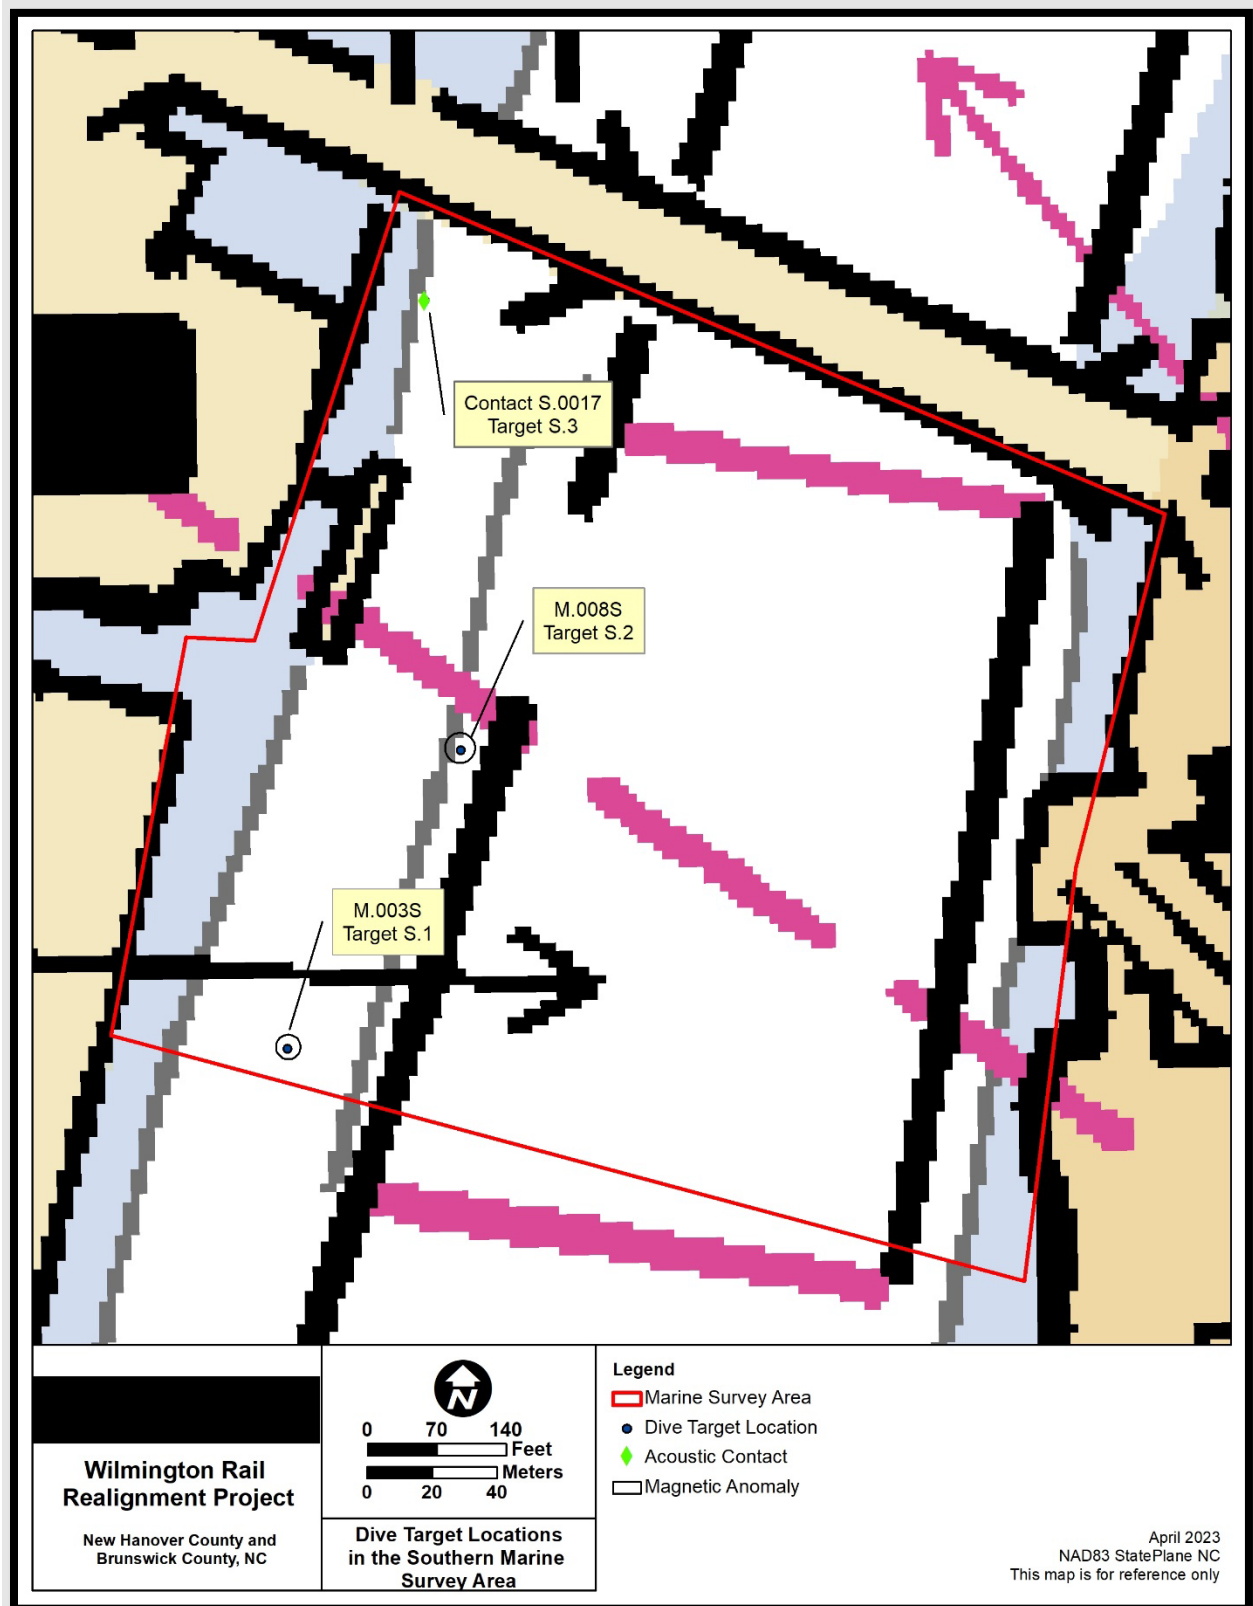 Contact S.0017
Target S.3
M.008S
Target S.2
M.003S
Target S.1
Wilmington Rail
Realignment Project
New Hanover County and
Brunswick County, NC
N
0 70 140
Feet
Meters
0 20 40
Dive Target Locations
in the Southern Marine
Survey Area
Legend
Marine Survey Area
Dive Target Location
Acoustic Contact
Magnetic Anomaly
April 2023
NAD83 StatePlane NC
This map is for reference only